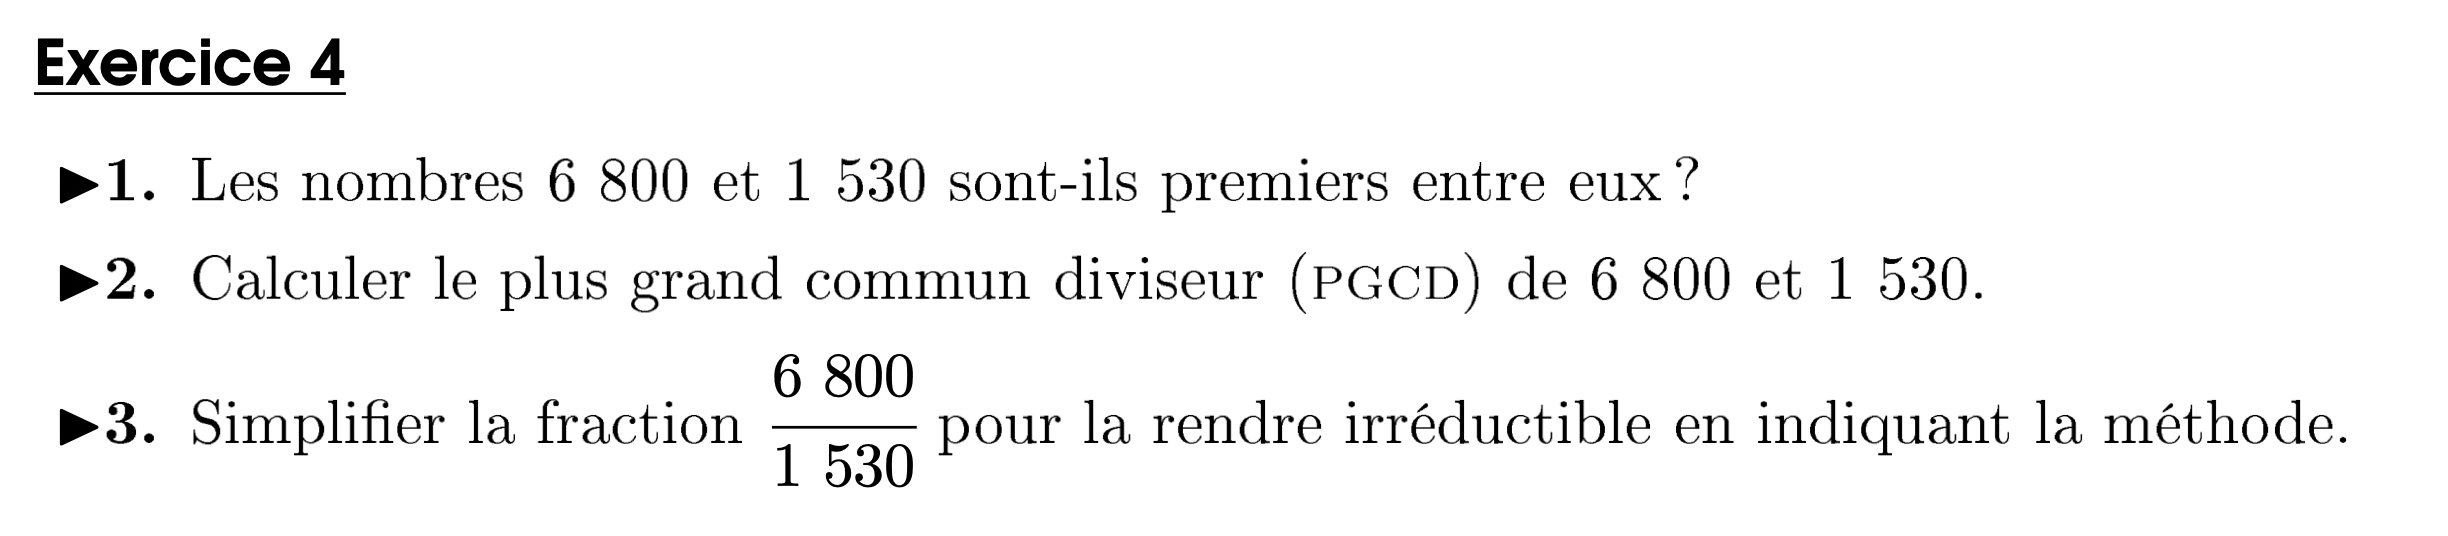 Exercice 4
▶1. Les nombres 6 800 et 1 530 sont-ils premiers entre eux ?
▶2. Calculer le plus grand commun diviseur (PGCD) de 6 800 et 1 530.
▶3. Simplifier la fraction 6 800 / 1 530 pour la rendre irréductible en indiquant la méthode.